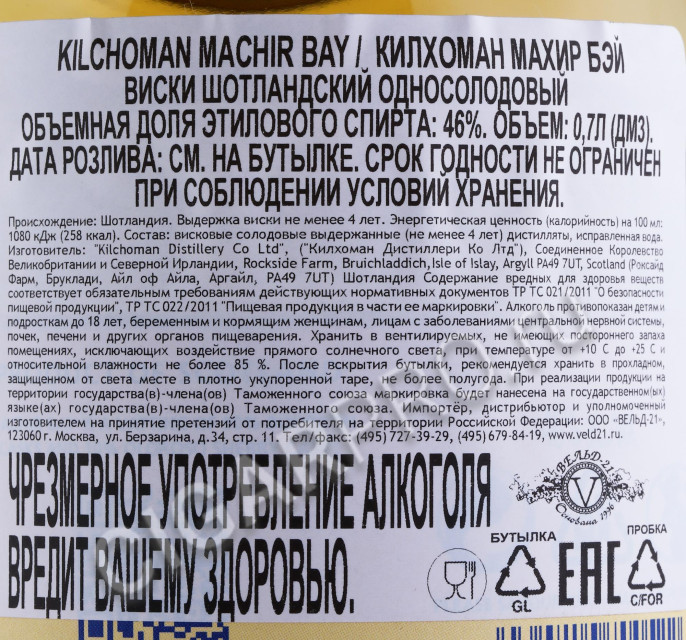 KILCHOMAN MACHIR BAY / КИЛХОМАН МАХИР БЭЙ
ВИСКИ ШОТЛАНДСКИЙ ОДНОСОЛОДОВЫЙ
ОБЪЕМНАЯ ДОЛЯ ЭТИЛОВОГО СПИРТА: 46%. ОБЪЕМ: 0,7Л (ДМ3).
ДАТА РОЗЛИВА: СМ. НА БУТЫЛКЕ. СРОК ГОДНОСТИ НЕ ОГРАНИЧЕН
ПРИ СОБЛЮДЕНИИ УСЛОВИЙ ХРАНЕНИЯ.
Происхождение: Шотландия. Выдержка виски не менее 4 лет. Энергетическая ценность (калорийность) на 100 мл:
1080 кДж (258 ккал). Состав: висковые солодовые выдержанные (не менее 4 лет) дистилляты, исправленная вода.
Изготовитель: "Kilchoman Distillery Co Ltd", ("Килхоман Дистиллери Ко Лтд"), Соединенное Королевство
Великобритании и Северной Ирландии, Rockside Farm, Bruichladdich, Isle of Islay, Argyll PA49 7UT, Scotland (Роксайд
Фарм, Бруклади, Айл оф Айла, Аргайл, PA49 7UT) Шотландия Содержание вредных для здоровья веществ
соответствует обязательным требованиям действующих нормативных документов ТР ТС 021/2011 "О безопасности
пищевой продукции", ТР ТС 022/2011 "Пищевая продукция в части ее маркировки". Алкоголь противопоказан детям и
подросткам до 18 лет, беременным и кормящим женщинам, лицам с заболеваниями центральной нервной системы,
почек, печени и других органов пищеварения. Хранить в вентилируемых, не имеющих постороннего запаха
помещениях, исключающих воздействие прямого солнечного света при температуре от +10 С до +25 С и
относительной влажности не более 85 %. После вскрытия бутылки, рекомендуется хранить в прохладном,
защищенном от света месте в плотно укупоренной таре, не более полугода. При реализации продукции на
территории государства(в)-члена(ов) Таможенного союза маркировка будет нанесена на государственном(ых)
языке(ах) государства(в)-члена(ов) Таможенного союза. Импортёр, дистрибьютор и уполномоченный
изготовителем на принятие претензий от потребителя на территории Российской Федерации: ООО «ВЕЛЬД-21»,
123060 г. Москва, ул. Берзарина, д.34, стр. 11. Тел/факс: (495) 727-39-29, (495) 679-84-19, www.veld21.ru.
ЧРЕЗМЕРНОЕ УПОТРЕБЛЕНИЕ АЛКОГОЛЯ
ВРЕДИТ ВАШЕМУ ЗДОРОВЬЮ.
ВЕЛЬД-21
V
Основана 1996
БУТЫЛКА
GL
EAC
ПРОБКА
C/FOR
CIGARPRO.ru